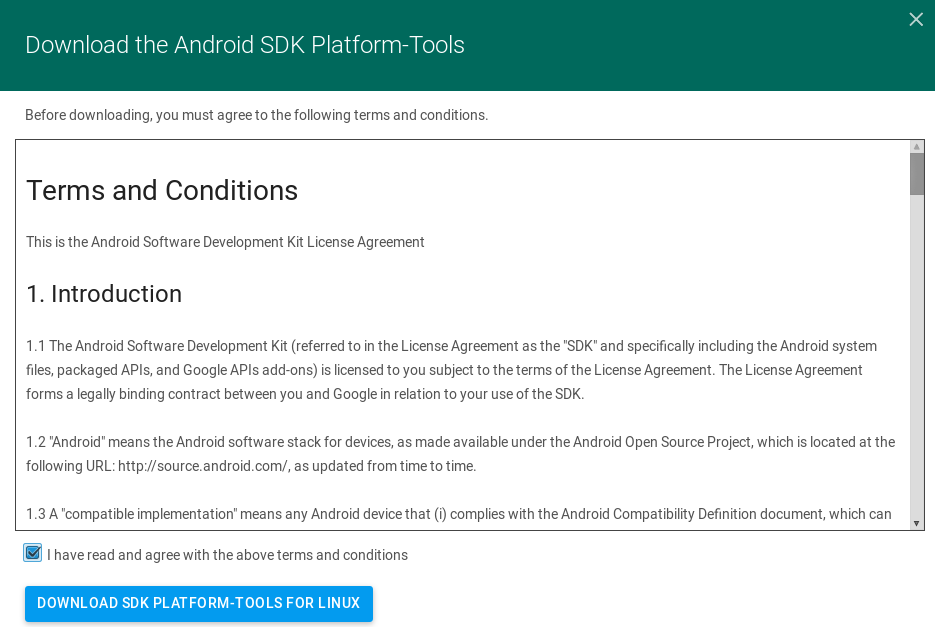 Download the Android SDK Platform-Tools
Before downloading, you must agree to the following terms and conditions.
Terms and Conditions
This is the Android Software Development Kit License Agreement
1. Introduction
1.1 The Android Software Development Kit (referred to in the License Agreement as the "SDK" and specifically including the Android system
files, packaged APIs, and Google APIs add-ons) is licensed to you subject to the terms of the License Agreement. The License Agreement
forms a legally binding contract between you and Google in relation to your use of the SDK.
1.2 "Android" means the Android software stack for devices, as made available under the Android Open Source Project, which is located at the
following URL: http://source.android.com/, as updated from time to time.
1.3 A "compatible implementation" means any Android device that (i) complies with the Android Compatibility Definition document, which can
I have read and agree with the above terms and conditions
DOWNLOAD SDK PLATFORM-TOOLS FOR LINUX